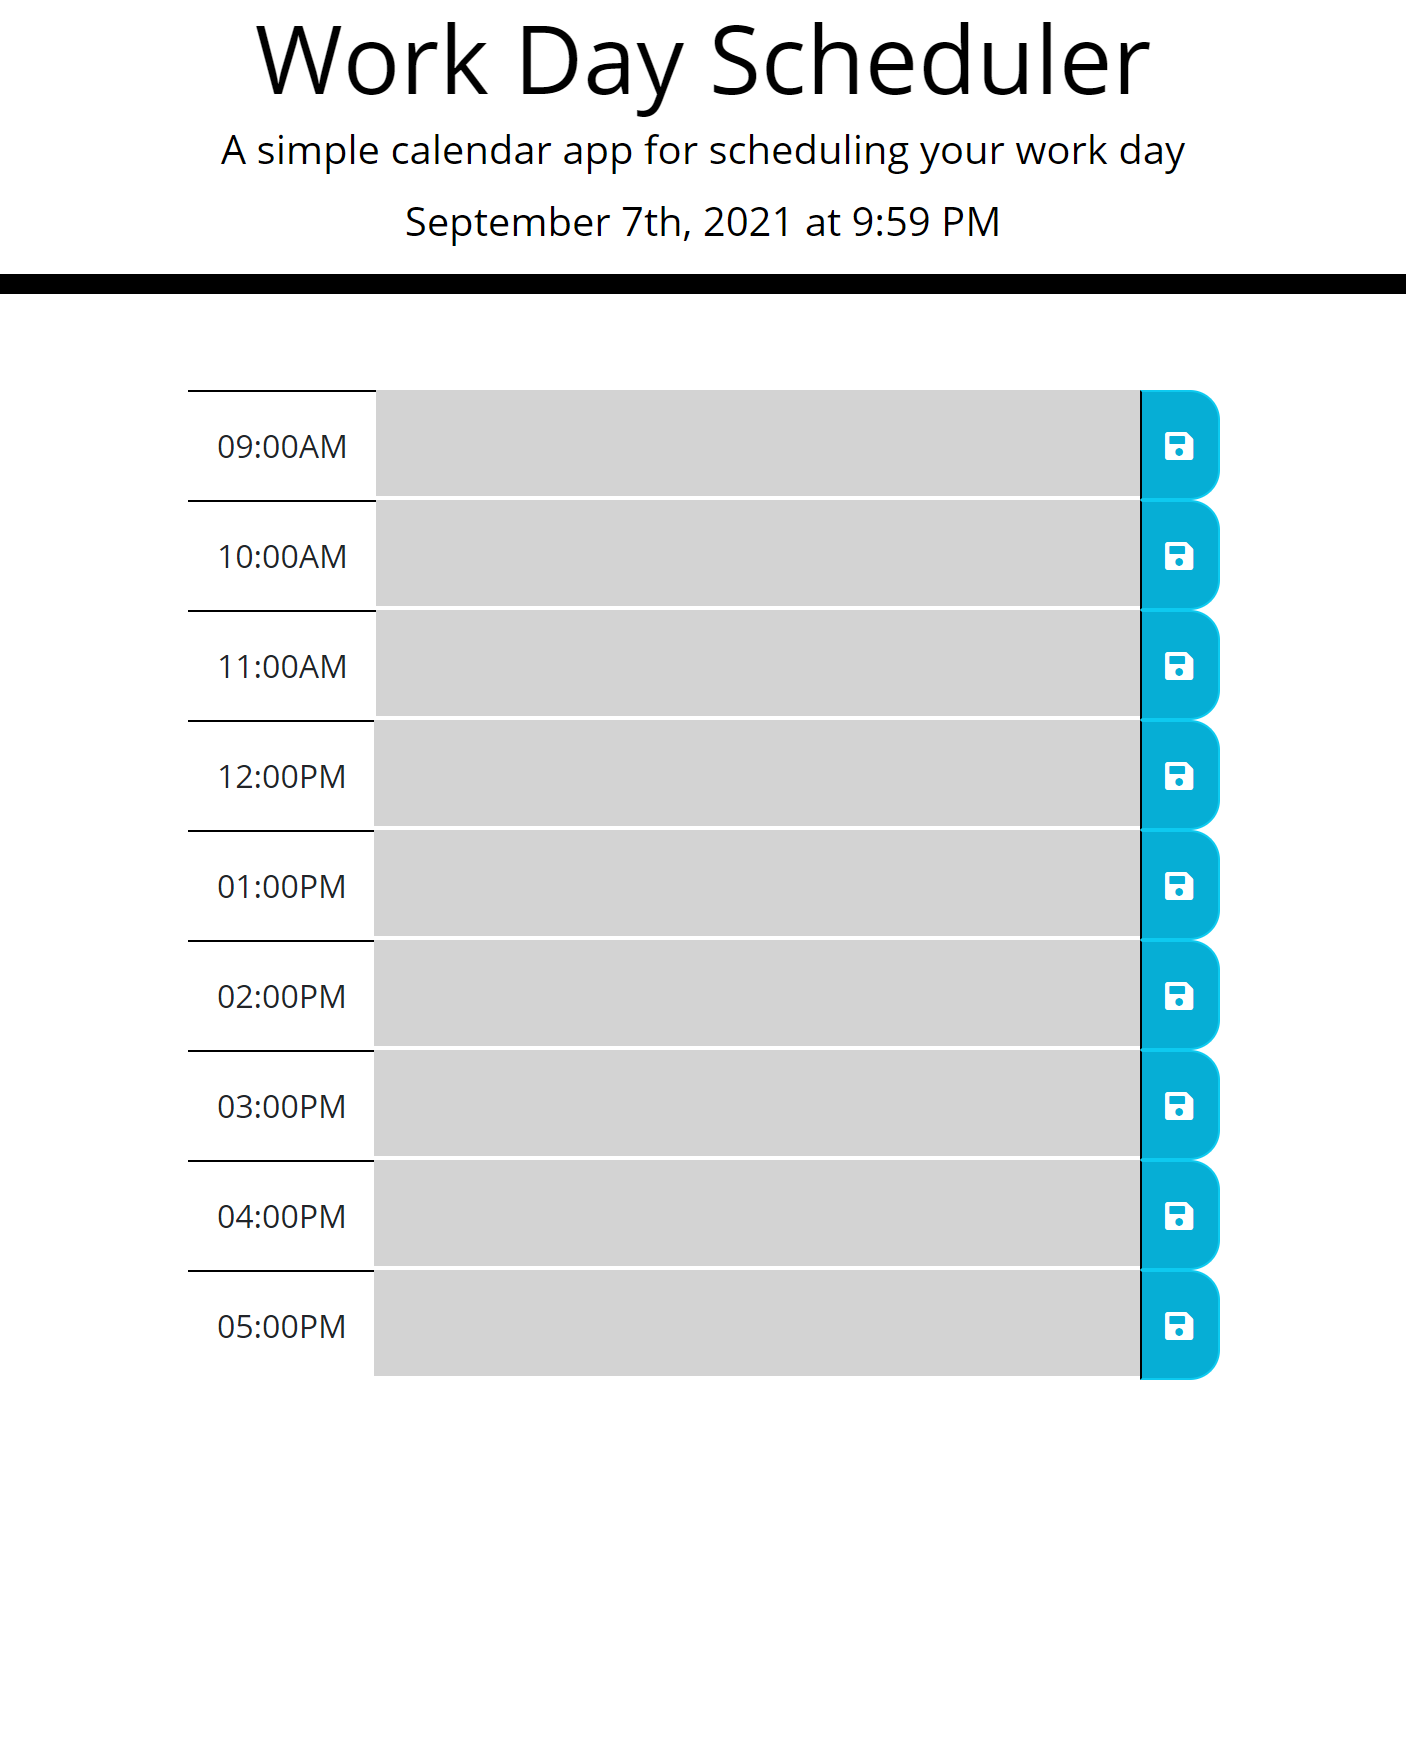 Work Day Scheduler
A simple calendar app for scheduling your work day
September 7th, 2021 at 9:59 PM
09:00AM
10:00AM
11:00AM
12:00PM
01:00PM
02:00PM
03:00PM
04:00PM
05:00PM